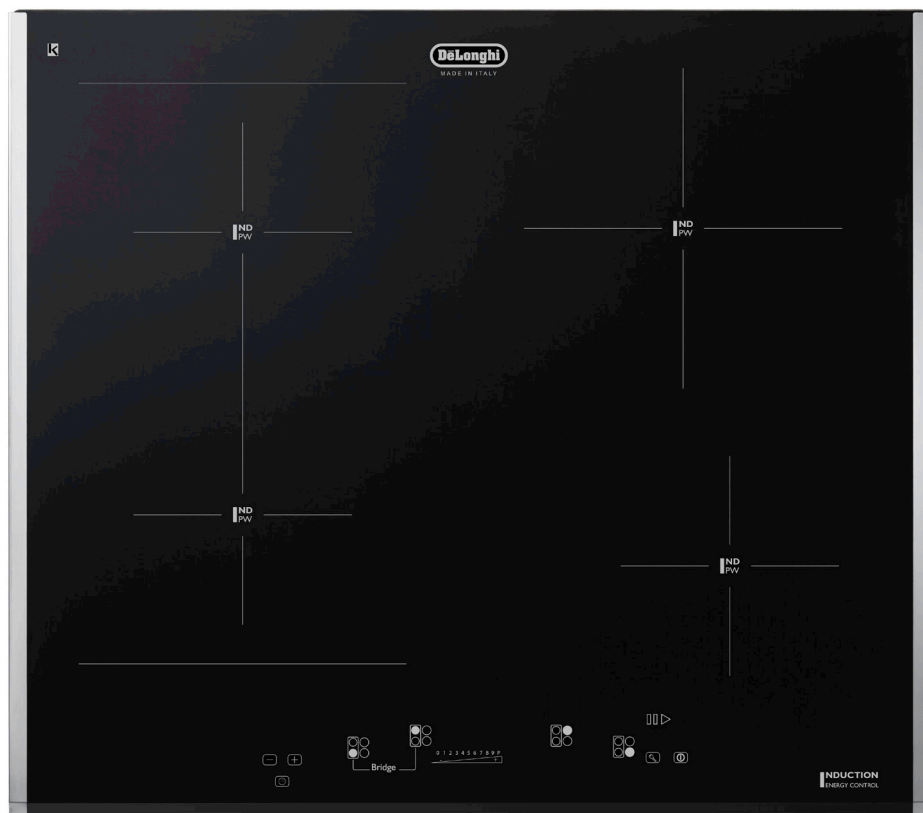 K
DeLonghi
MADE IN ITALY
IND
PW
IND
PW
IND
PW
IND
PW
0 1 2 3 4 5 6 7 8 9 P
Bridge
INDUCTION
ENERGY CONTROL